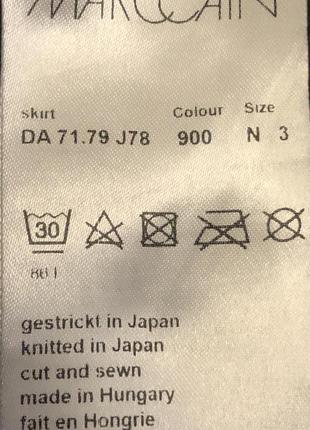 MARCCAIN
skirt Colour Size
DA 71.79 J78 900 N 3
30
gestrickt in Japan
knitted in Japan
cut and sewn
made in Hungary
fait en Hongrie